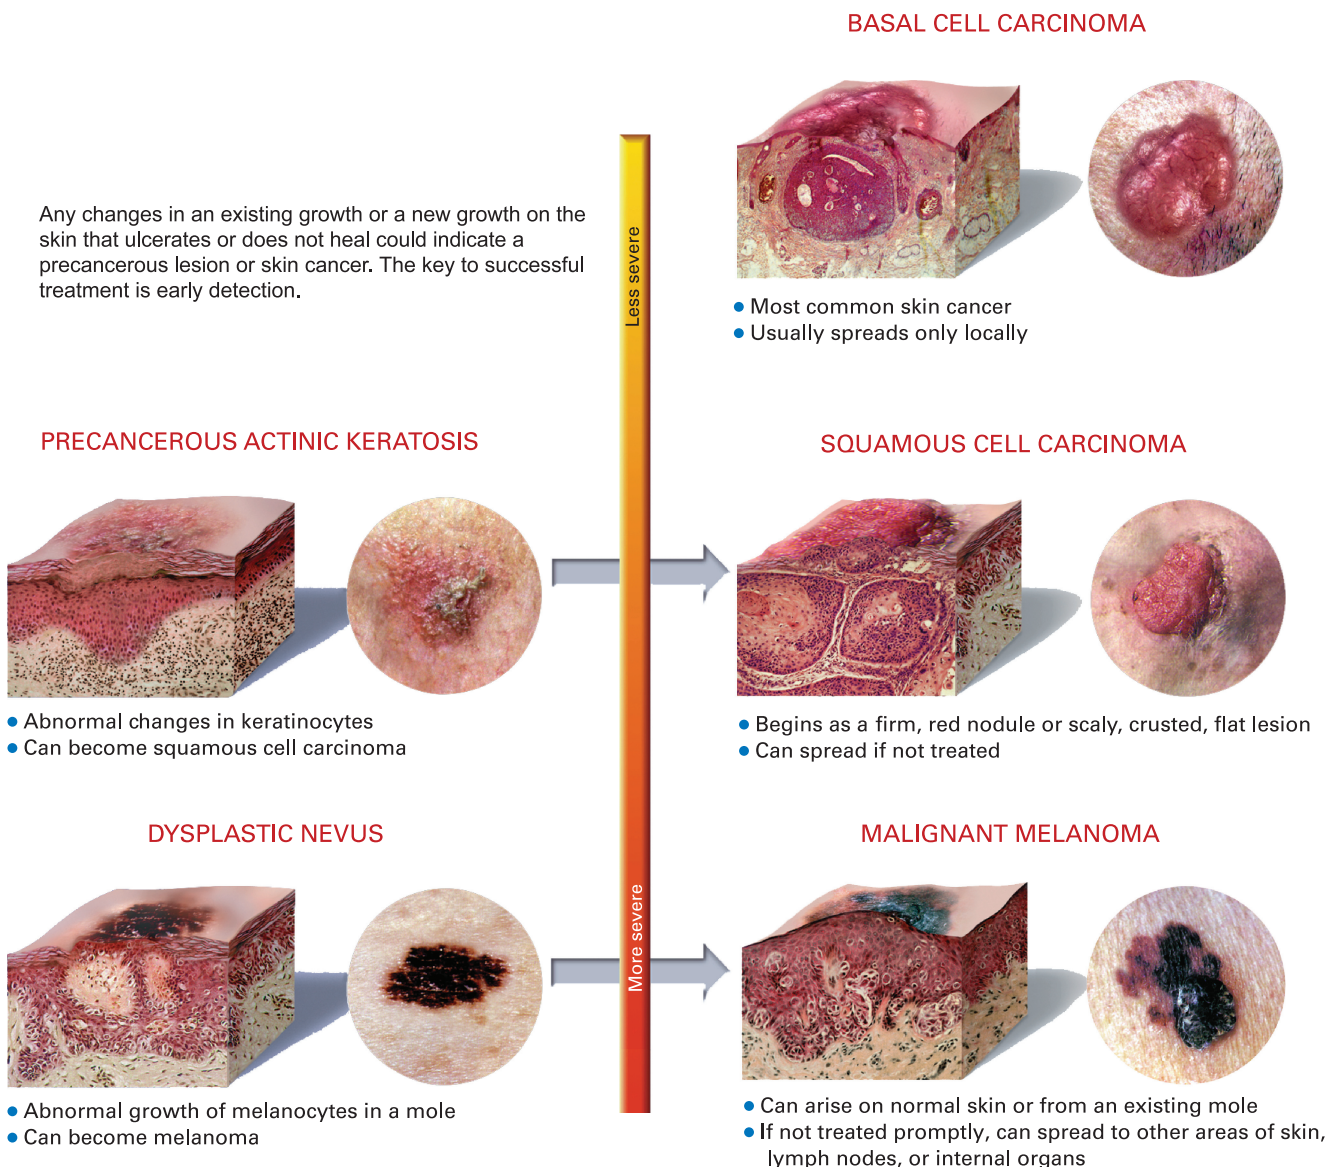 BASAL CELL CARCINOMA
Any changes in an existing growth or a new growth on the
skin that ulcerates or does not heal could indicate a
precancerous lesion or skin cancer. The key to successful
treatment is early detection.
Less severe
• Most common skin cancer
• Usually spreads only locally
PRECANCEROUS ACTINIC KERATOSIS
SQUAMOUS CELL CARCINOMA
• Abnormal changes in keratinocytes
• Can become squamous cell carcinoma
• Begins as a firm, red nodule or scaly, crusted, flat lesion
• Can spread if not treated
DYSPLASTIC NEVUS
MALIGNANT MELANOMA
More severe
• Abnormal growth of melanocytes in a mole
• Can become melanoma
• Can arise on normal skin or from an existing mole
• If not treated promptly, can spread to other areas of skin,
lymph nodes, or internal organs